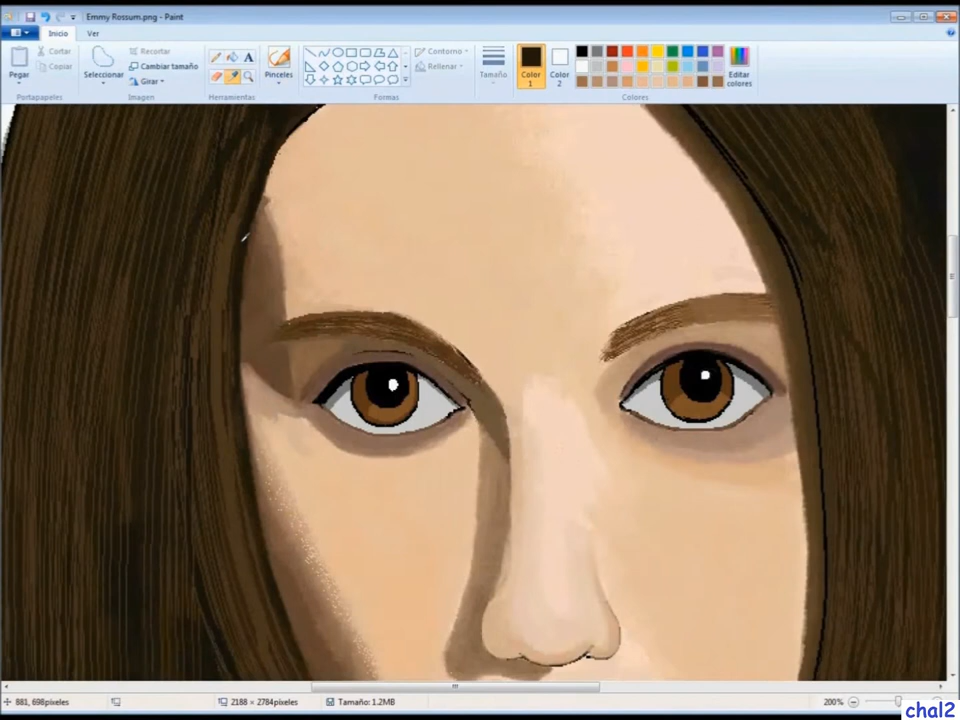 Emmy Rossum.png - Paint
Inicio Ver
Pegar
Cortar
Copiar
Portapapeles
Seleccionar
Recortar
Cambiar tamaño
Girar
Imagen
A
Herramientas
Pinceles
Contorno
Rellenar
Formas
Tamaño
Color
1
Color
2
Editar
colores
Colores
881, 698píxeles
2188 × 2784píxeles
Tamaño: 1.2MB
200%
chal2